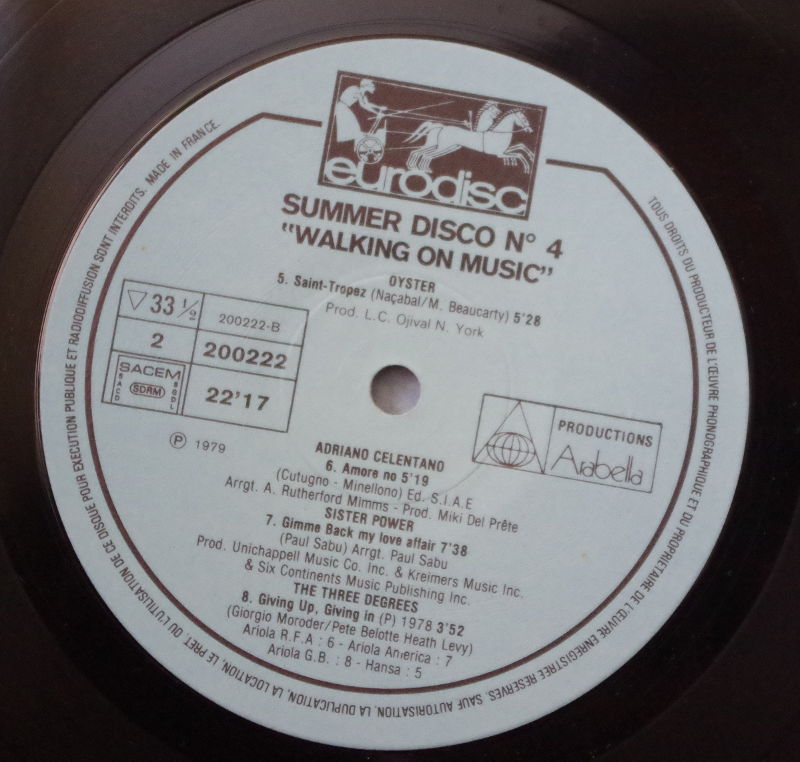 eurodisc
SUMMER DISCO N° 4
"WALKING ON MUSIC"
OYSTER
5. Saint-Tropez (Naçabal/M. Beaucarty) 5'28
Prod. L.C. Ojival N. York
▽ 33 1/2
200222-B
2
200222
SACEM
SACD
SDRM
SGDL
22'17
℗ 1979
PRODUCTIONS
Arabella
ADRIANO CELENTANO
6. Amore no 5'19
(Cutugno - Minellono) Ed. S.I.A.E
Arrgt. A. Rutherford Mimms - Prod. Miki Del Prête
SISTER POWER
7. Gimme Back my love affair 7'38
(Paul Sabu) Arrgt. Paul Sabu
Prod. Unichappell Music Co. Inc. & Kreimers Music Inc.
& Six Continents Music Publishing Inc.
THE THREE DEGREES
8. Giving Up, Giving in (P) 1978 3'52
(Giorgio Moroder/Pete Belotte Heath Levy)
Ariola R.F.A : 6 - Ariola America : 7
Ariola G.B. : 8 - Hansa : 5
TOUS DROITS DU PRODUCTEUR DE L'ŒUVRE PHONOGRAPHIQUE ET DU PROPRIETAIRE DE L'ŒUVRE ENREGISTREE RESERVES. SAUF AUTORISATION, LA DUPLICATION, LA LOCATION, LE PRET, OU L'UTILISATION DE CE DISQUE POUR EXECUTION PUBLIQUE ET RADIODIFFUSION SONT INTERDITS. MADE IN FRANCE.